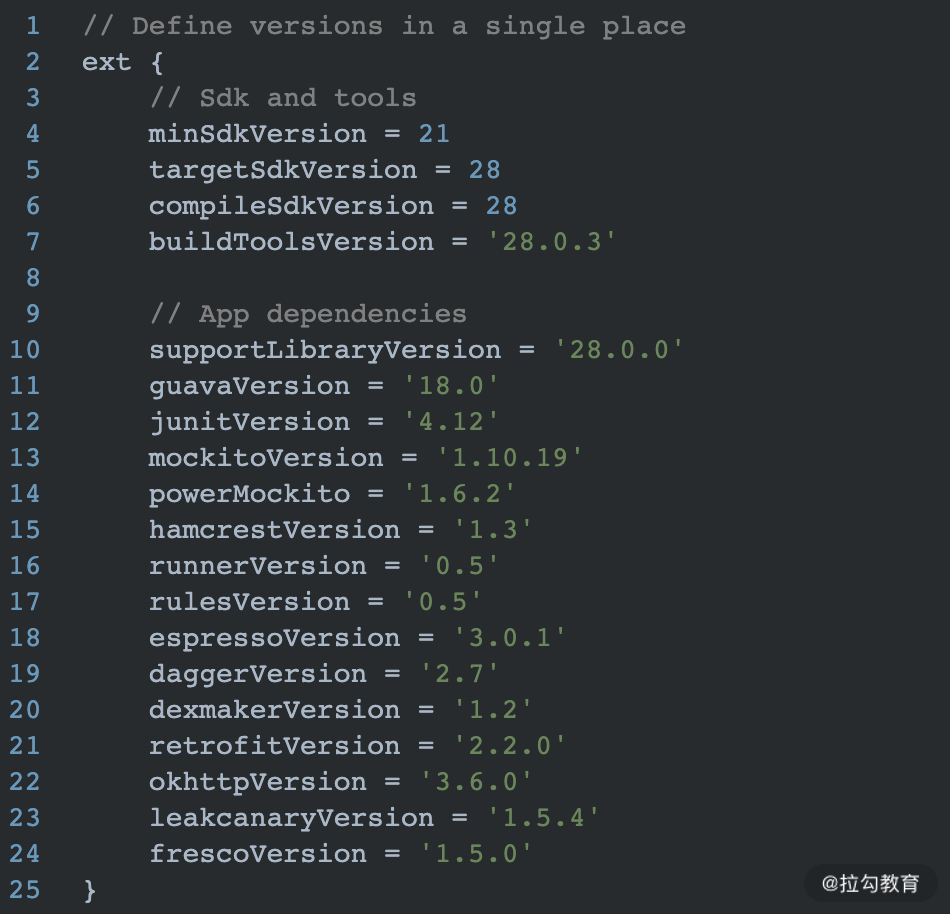 1 // Define versions in a single place
2 ext {
3 // Sdk and tools
4 minSdkVersion = 21
5 targetSdkVersion = 28
6 compileSdkVersion = 28
7 buildToolsVersion = '28.0.3'
8
9 // App dependencies
10 supportLibraryVersion = '28.0.0'
11 guavaVersion = '18.0'
12 junitVersion = '4.12'
13 mockitoVersion = '1.10.19'
14 powerMockito = '1.6.2'
15 hamcrestVersion = '1.3'
16 runnerVersion = '0.5'
17 rulesVersion = '0.5'
18 espressoVersion = '3.0.1'
19 daggerVersion = '2.7'
20 dexmakerVersion = '1.2'
21 retrofitVersion = '2.2.0'
22 okhttpVersion = '3.6.0'
23 leakcanaryVersion = '1.5.4'
24 frescoVersion = '1.5.0'
25 }
@拉勾教育